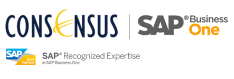 CONSENSUS
SAP® Business One
SAP® Recognized Expertise
in SAP Business One